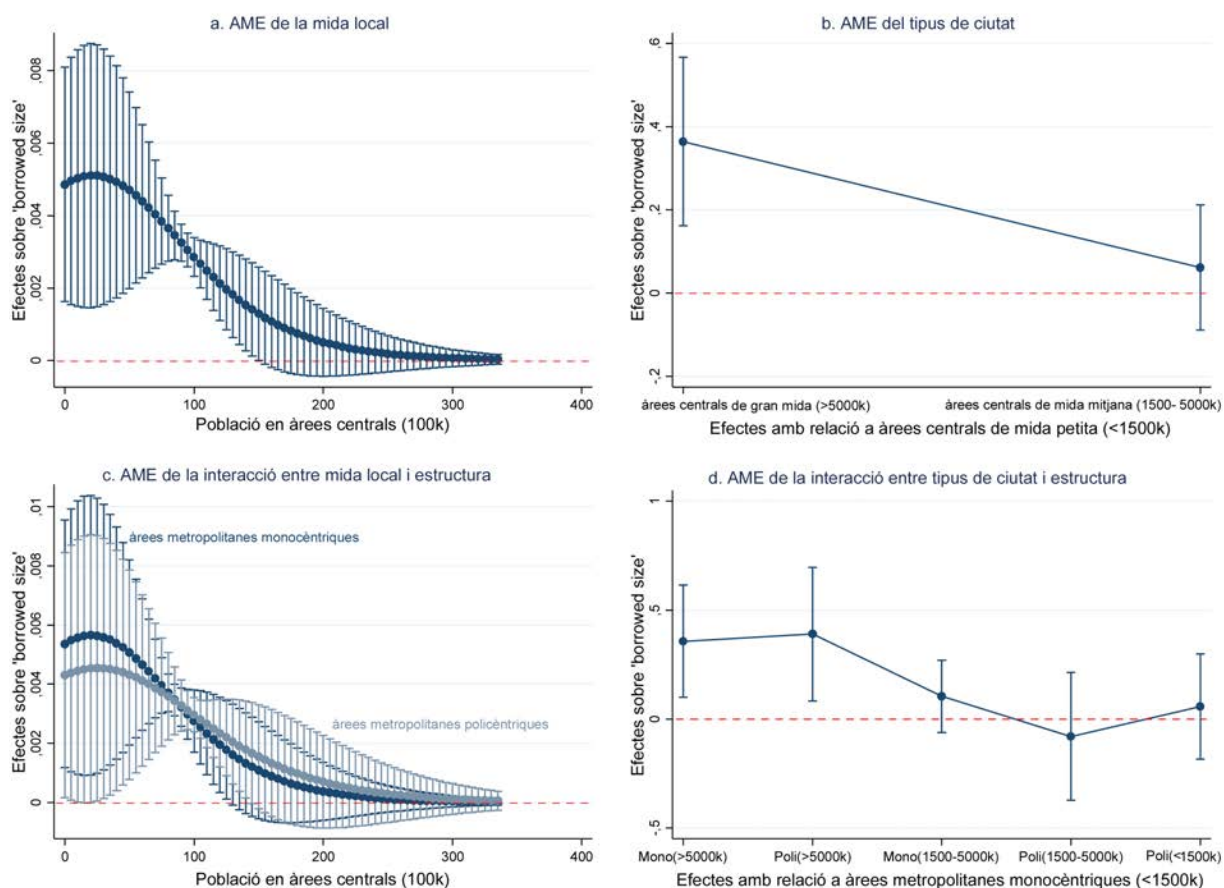 a. AME de la mida local
Efectes sobre 'borrowed size'
,008
,006
,004
,002
0
0 100 200 300 400
Població en àrees centrals (100k)
b. AME del tipus de ciutat
Efectes sobre 'borrowed size'
,6
,4
,2
0
-,2
àrees centrals de gran mida (>5000k) àrees centrals de mida mitjana (1500- 5000k)
Efectes amb relació a àrees centrals de mida petita (<1500k)
c. AME de la interacció entre mida local i estructura
Efectes sobre 'borrowed size'
,01
,008
,006
,004
,002
0
àrees metropolitanes monocèntriques
àrees metropolitanes policèntriques
0 100 200 300 400
Població en àrees centrals (100k)
d. AME de la interacció entre tipus de ciutat i estructura
Efectes sobre 'borrowed size'
1
,5
0
-,5
Mono(>5000k) Poli(>5000k) Mono(1500-5000k) Poli(1500-5000k) Poli(<1500k)
Efectes amb relació a àrees metropolitanes monocèntriques (<1500k)